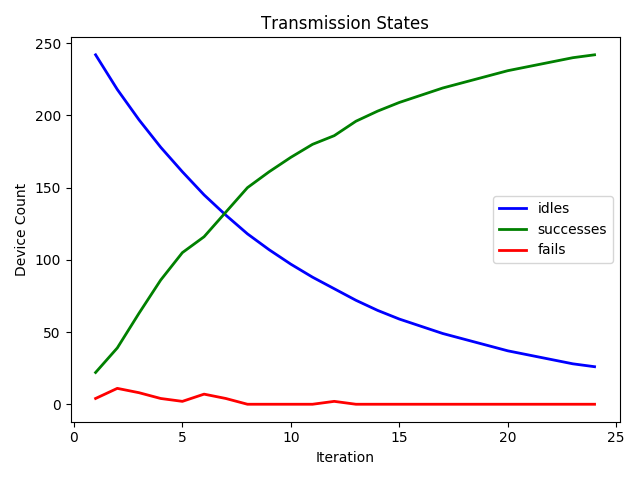 Transmission States
250
200
150
100
50
0
Device Count
idles
successes
fails
0 5 10 15 20 25
Iteration